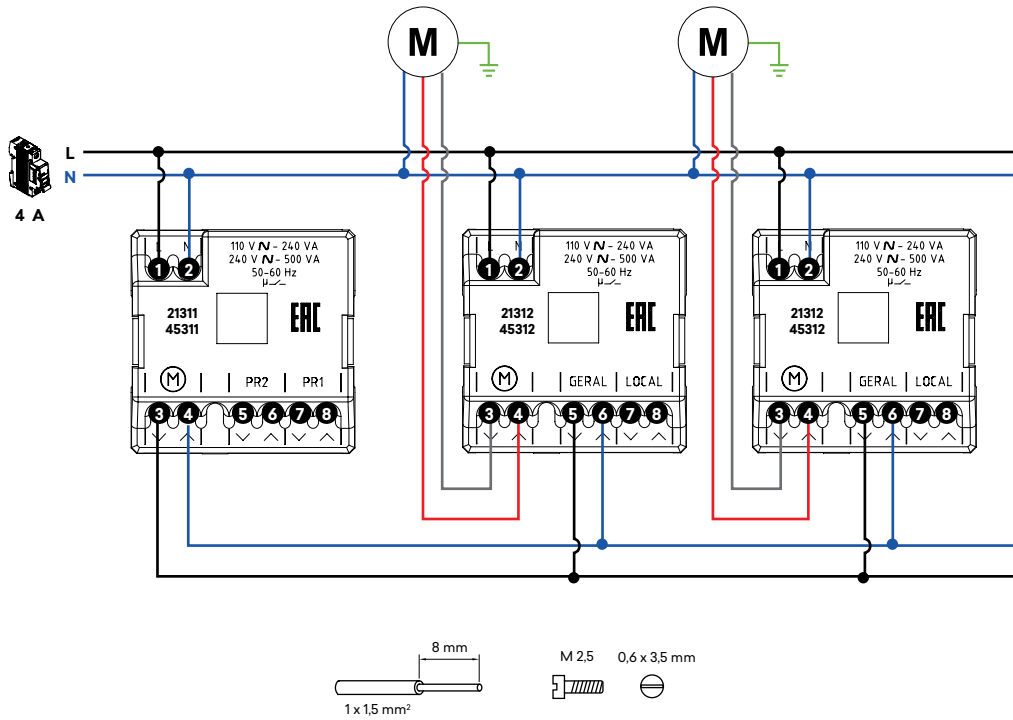 M
M
L
N
4 A
L
N
110 V ~ - 240 VA
240 V ~ - 500 VA
50-60 Hz
µ
1
2
21311
45311
EAC
M
PR2
PR1
3
4
5
6
7
8
L
N
110 V ~ - 240 VA
240 V ~ - 500 VA
50-60 Hz
µ
1
2
21312
45312
EAC
M
GERAL
LOCAL
3
4
5
6
7
8
L
N
110 V ~ - 240 VA
240 V ~ - 500 VA
50-60 Hz
µ
1
2
21312
45312
EAC
M
GERAL
LOCAL
3
4
5
6
7
8
8 mm
1 x 1,5 mm²
M 2,5
0,6 x 3,5 mm